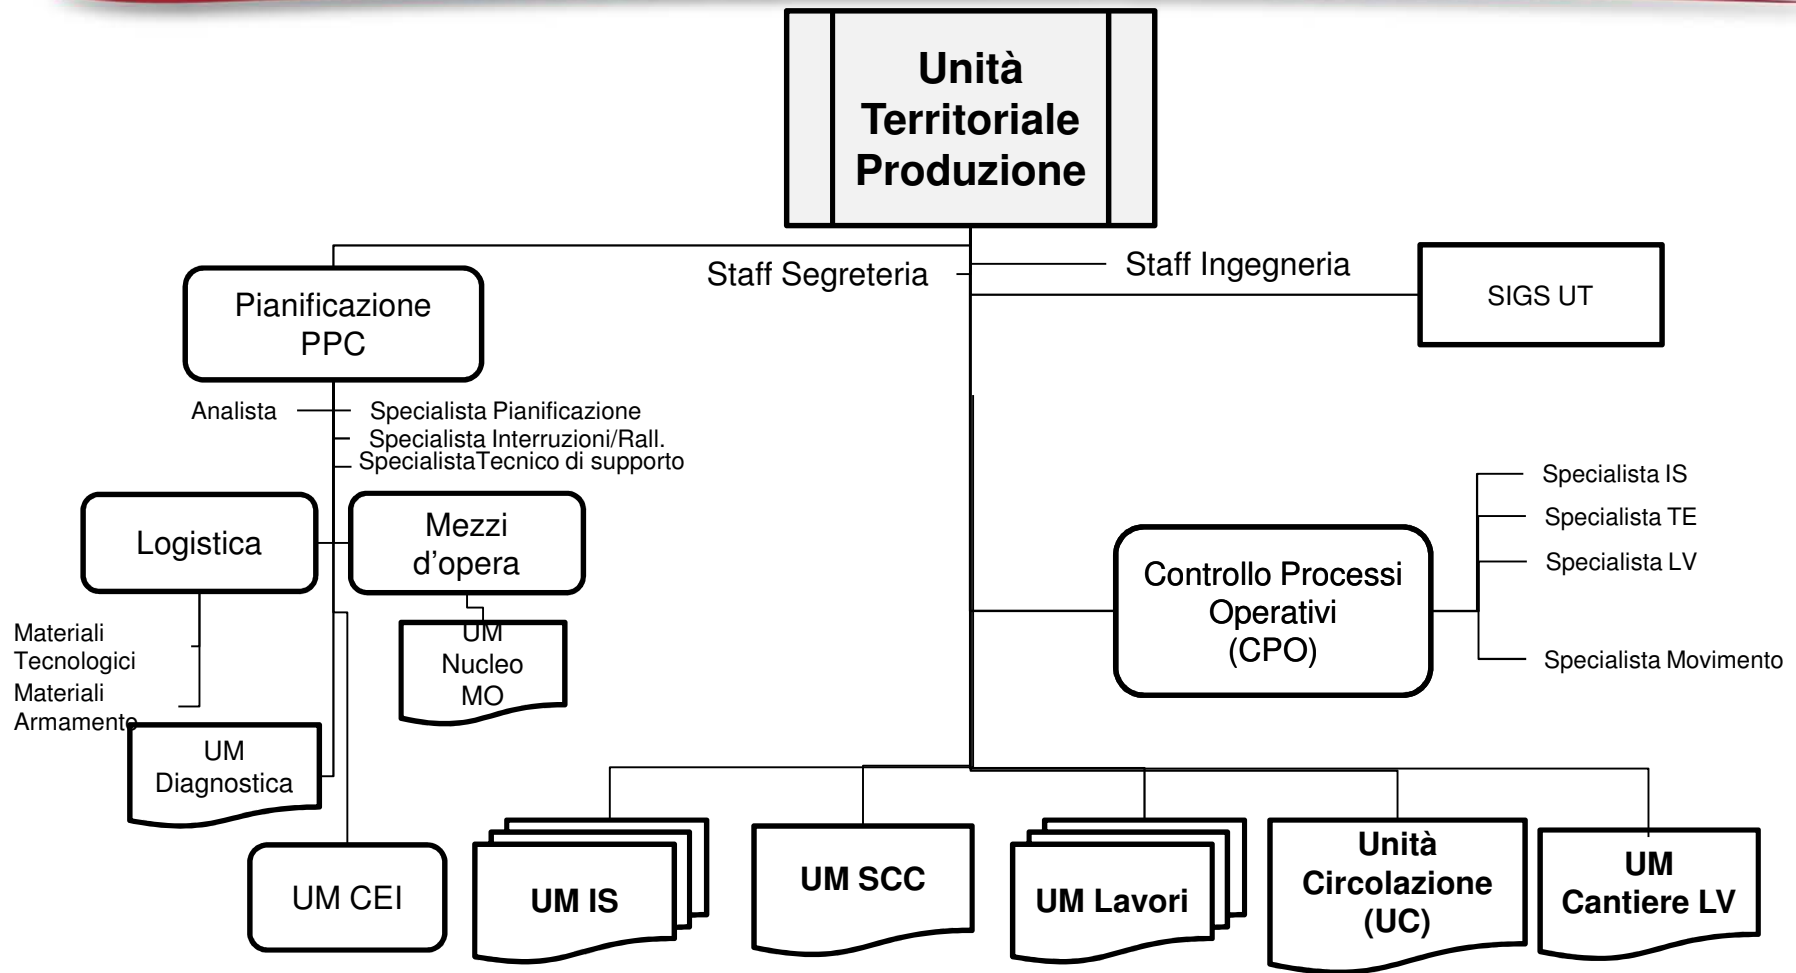 Unità
Territoriale
Produzione
Staff Segreteria
Staff Ingegneria
SIGS UT
Pianificazione
PPC
Analista
Specialista Pianificazione
Specialista Interruzioni/Rall.
SpecialistaTecnico di supporto
Logistica
Mezzi
d’opera
Materiali
Tecnologici
Materiali
Armamento
UM
Nucleo
MO
UM
Diagnostica
UM CEI
Controllo Processi
Operativi
(CPO)
Specialista IS
Specialista TE
Specialista LV
Specialista Movimento
UM IS
UM SCC
UM Lavori
Unità
Circolazione
(UC)
UM
Cantiere LV